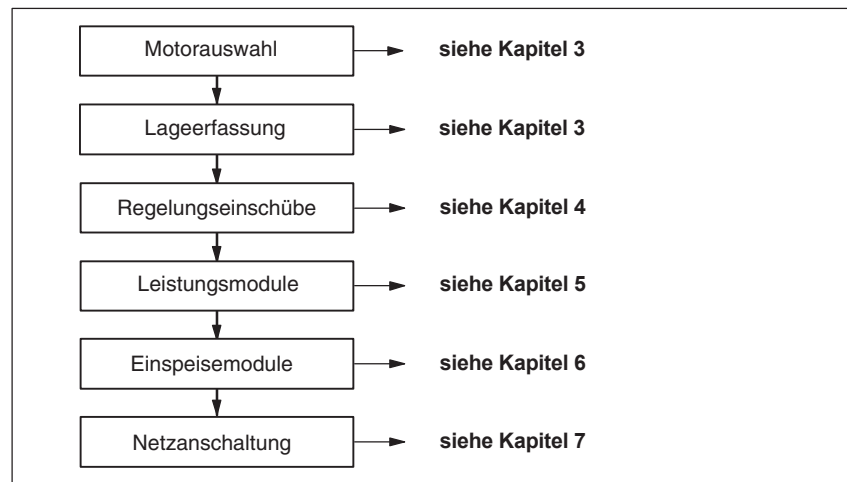 Motorauswahl siehe Kapitel 3
Lageerfassung siehe Kapitel 3
Regelungseinschübe siehe Kapitel 4
Leistungsmodule siehe Kapitel 5
Einspeisemodule siehe Kapitel 6
Netzanschaltung siehe Kapitel 7